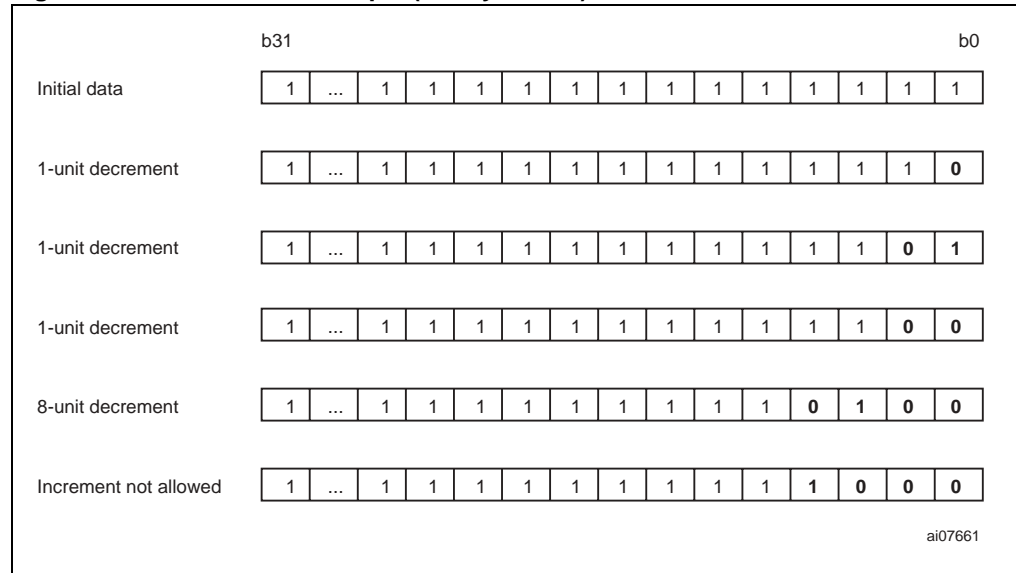 b31 b0
Initial data 1 ... 1 1 1 1 1 1 1 1 1 1 1 1 1
1-unit decrement 1 ... 1 1 1 1 1 1 1 1 1 1 1 1 0
1-unit decrement 1 ... 1 1 1 1 1 1 1 1 1 1 1 0 1
1-unit decrement 1 ... 1 1 1 1 1 1 1 1 1 1 1 0 0
8-unit decrement 1 ... 1 1 1 1 1 1 1 1 1 0 1 0 0
Increment not allowed 1 ... 1 1 1 1 1 1 1 1 1 1 0 0 0
ai07661